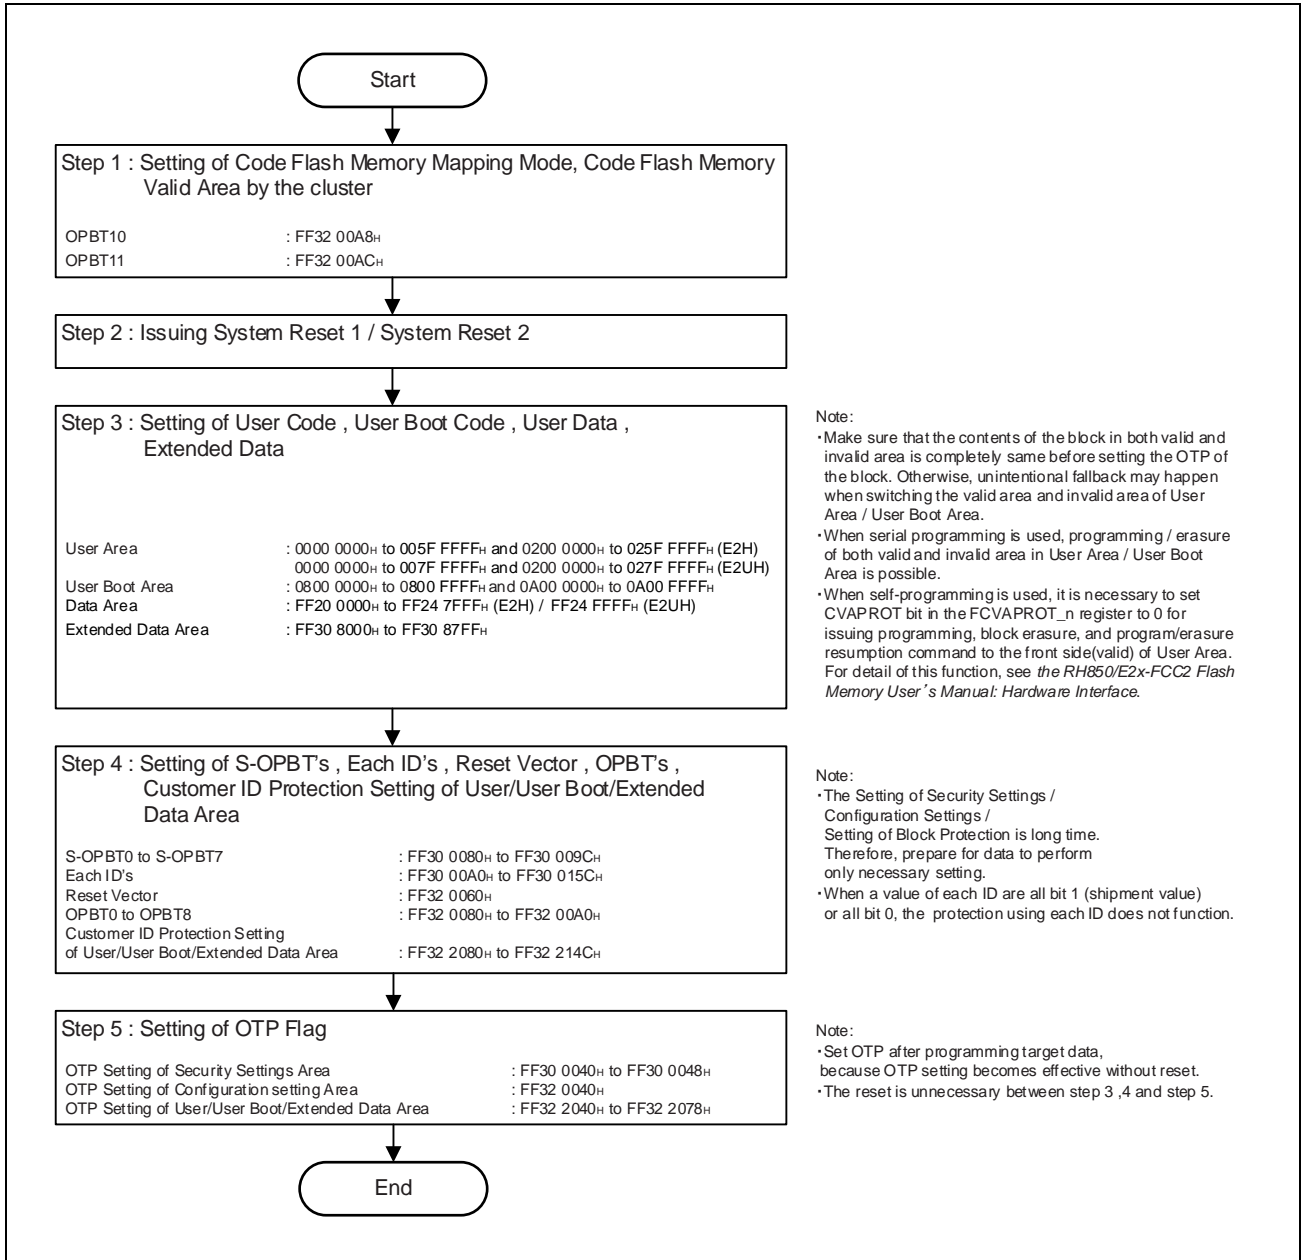 Start
Step 1 : Setting of Code Flash Memory Mapping Mode, Code Flash Memory
Valid Area by the cluster
OPBT10 : FF32 00A8H
OPBT11 : FF32 00ACH
Step 2 : Issuing System Reset 1 / System Reset 2
Step 3 : Setting of User Code , User Boot Code , User Data ,
Extended Data
User Area : 0000 0000H to 005F FFFFH and 0200 0000H to 025F FFFFH (E2H)
0000 0000H to 007F FFFFH and 0200 0000H to 027F FFFFH (E2UH)
User Boot Area : 0800 0000H to 0800 FFFFH and 0A00 0000H to 0A00 FFFFH
Data Area : FF20 0000H to FF24 7FFFH (E2H) / FF24 FFFFH (E2UH)
Extended Data Area : FF30 8000H to FF30 87FFH
Note:
・Make sure that the contents of the block in both valid and
invalid area is completely same before setting the OTP of
the block. Otherwise, unintentional fallback may happen
when switching the valid area and invalid area of User
Area / User Boot Area.
・When serial programming is used, programming / erasure
of both valid and invalid area in User Area / User Boot
Area is possible.
・When self-programming is used, it is necessary to set
CVAPROT bit in the FCVAPROT_n register to 0 for
issuing programming, block erasure, and program/erasure
resumption command to the front side(valid) of User Area.
For detail of this function, see the RH850/E2x-FCC2 Flash
Memory User's Manual: Hardware Interface.
Step 4 : Setting of S-OPBT's , Each ID's , Reset Vector , OPBT's ,
Customer ID Protection Setting of User/User Boot/Extended
Data Area
S-OPBT0 to S-OPBT7 : FF30 0080H to FF30 009CH
Each ID's : FF30 00A0H to FF30 015CH
Reset Vector : FF32 0060H
OPBT0 to OPBT8 : FF32 0080H to FF32 00A0H
Customer ID Protection Setting
of User/User Boot/Extended Data Area : FF32 2080H to FF32 214CH
Note:
・The Setting of Security Settings /
Configuration Settings /
Setting of Block Protection is long time.
Therefore, prepare for data to perform
only necessary setting.
・When a value of each ID are all bit 1 (shipment value)
or all bit 0, the protection using each ID does not function.
Step 5 : Setting of OTP Flag
OTP Setting of Security Settings Area : FF30 0040H to FF30 0048H
OTP Setting of Configuration setting Area : FF32 0040H
OTP Setting of User/User Boot/Extended Data Area : FF32 2040H to FF32 2078H
Note:
・Set OTP after programming target data,
because OTP setting becomes effective without reset.
・The reset is unnecessary between step 3 ,4 and step 5.
End